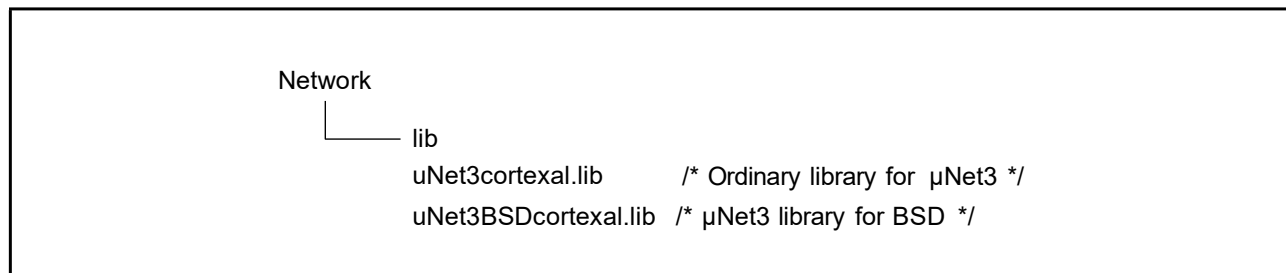 Network
lib
uNet3cortexal.lib /* Ordinary library for µNet3 */
uNet3BSDcortexal.lib /* µNet3 library for BSD */